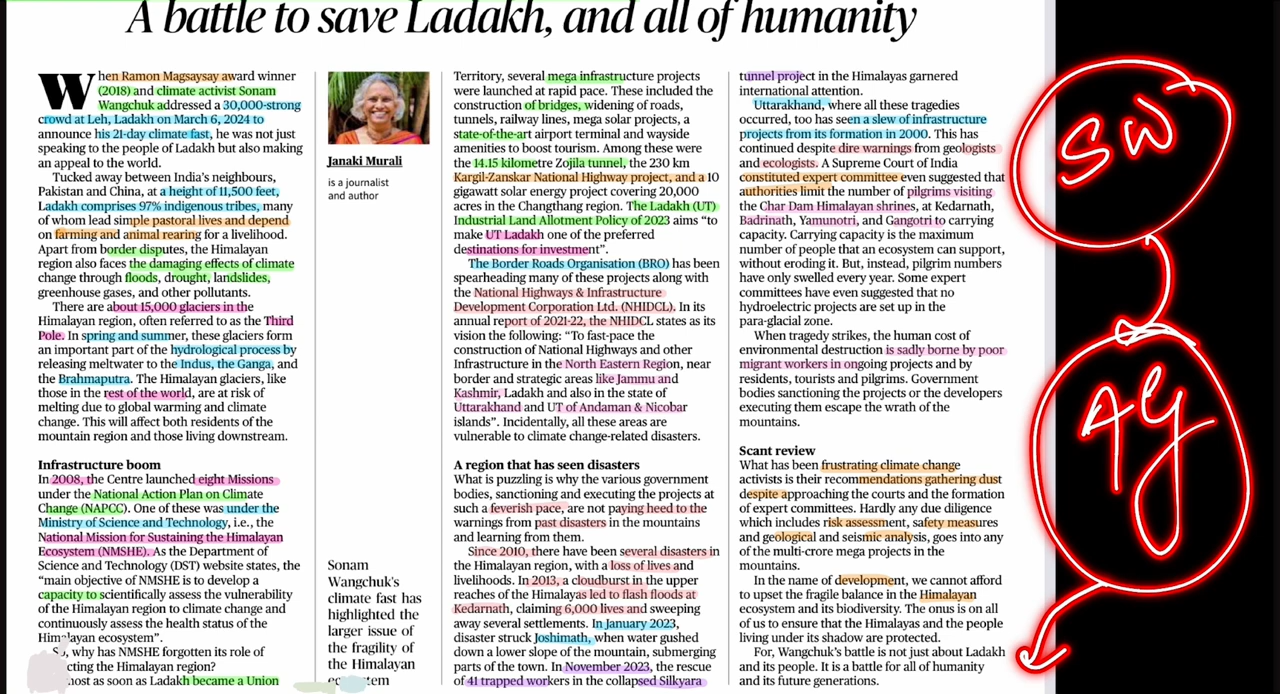 A battle to save Ladakh, and all of humanity
When Ramon Magsaysay award winner
(2018) and climate activist Sonam
Wangchuk addressed a 30,000-strong
crowd at Leh, Ladakh on March 6, 2024 to
announce his 21-day climate fast, he was not just
speaking to the people of Ladakh but also making
an appeal to the world.
Tucked away between India's neighbours,
Pakistan and China, at a height of 11,500 feet,
Ladakh comprises 97% indigenous tribes, many
of whom lead simple pastoral lives and depend
on farming and animal rearing for a livelihood.
Apart from border disputes, the Himalayan
region also faces the damaging effects of climate
change through floods, drought, landslides,
greenhouse gases, and other pollutants.
There are about 15,000 glaciers in the
Himalayan region, often referred to as the Third
Pole. In spring and summer, these glaciers form
an important part of the hydrological process by
releasing meltwater to the Indus, the Ganga, and
the Brahmaputra. The Himalayan glaciers, like
those in the rest of the world, are at risk of
melting due to global warming and climate
change. This will affect both residents of the
mountain region and those living downstream.
Infrastructure boom
In 2008, the Centre launched eight Missions
under the National Action Plan on Climate
Change (NAPCC). One of these was under the
Ministry of Science and Technology, i.e., the
National Mission for Sustaining the Himalayan
Ecosystem (NMSHE). As the Department of
Science and Technology (DST) website states, the
"main objective of NMSHE is to develop a
capacity to scientifically assess the vulnerability
of the Himalayan region to climate change and
continuously assess the health status of the
Himalayan ecosystem".
So, why has NMSHE forgotten its role of
cting the Himalayan region?
most as soon as Ladakh became a Union
Janaki Murali
is a journalist
and author
Sonam
Wangchuk's
climate fast has
highlighted the
larger issue of
the fragility of
the Himalayan
ecosystem
Territory, several mega infrastructure projects
were launched at rapid pace. These included the
construction of bridges, widening of roads,
tunnels, railway lines, mega solar projects, a
state-of-the-art airport terminal and wayside
amenities to boost tourism. Among these were
the 14.15 kilometre Zojila tunnel, the 230 km
Kargil-Zanskar National Highway project, and a 10
gigawatt solar energy project covering 20,000
acres in the Changthang region. The Ladakh (UT)
Industrial Land Allotment Policy of 2023 aims "to
make UT Ladakh one of the preferred
destinations for investment".
The Border Roads Organisation (BRO) has been
spearheading many of these projects along with
the National Highways & Infrastructure
Development Corporation Ltd. (NHIDCL). In its
annual report of 2021-22, the NHIDCL states as its
vision the following: "To fast-pace the
construction of National Highways and other
Infrastructure in the North Eastern Region, near
border and strategic areas like Jammu and
Kashmir, Ladakh and also in the state of
Uttarakhand and UT of Andaman & Nicobar
islands". Incidentally, all these areas are
vulnerable to climate change-related disasters.
A region that has seen disasters
What is puzzling is why the various government
bodies, sanctioning and executing the projects at
such a feverish pace, are not paying heed to the
warnings from past disasters in the mountains
and learning from them.
Since 2010, there have been several disasters in
the Himalayan region, with a loss of lives and
livelihoods. In 2013, a cloudburst in the upper
reaches of the Himalayas led to flash floods at
Kedarnath, claiming 6,000 lives and sweeping
away several settlements. In January 2023,
disaster struck Joshimath, when water gushed
down a lower slope of the mountain, submerging
parts of the town. In November 2023, the rescue
of 41 trapped workers in the collapsed Silkyara
tunnel project in the Himalayas garnered
international attention.
Uttarakhand, where all these tragedies
occurred, too has seen a slew of infrastructure
projects from its formation in 2000. This has
continued despite dire warnings from geologists
and ecologists. A Supreme Court of India
constituted expert committee even suggested that
authorities limit the number of pilgrims visiting
the Char Dam Himalayan shrines, at Kedarnath,
Badrinath, Yamunotri, and Gangotri to carrying
capacity. Carrying capacity is the maximum
number of people that an ecosystem can support,
without eroding it. But, instead, pilgrim numbers
have only swelled every year. Some expert
committees have even suggested that no
hydroelectric projects are set up in the
para-glacial zone.
When tragedy strikes, the human cost of
environmental destruction is sadly borne by poor
migrant workers in ongoing projects and by
residents, tourists and pilgrims. Government
bodies sanctioning the projects or the developers
executing them escape the wrath of the
mountains.
Scant review
What has been frustrating climate change
activists is their recommendations gathering dust
despite approaching the courts and the formation
of expert committees. Hardly any due diligence
which includes risk assessment, safety measures
and geological and seismic analysis, goes into any
of the multi-crore mega projects in the
mountains.
In the name of development, we cannot afford
to upset the fragile balance in the Himalayan
ecosystem and its biodiversity. The onus is on all
of us to ensure that the Himalayas and the people
living under its shadow are protected.
For, Wangchuk's battle is not just about Ladakh
and its people. It is a battle for all of humanity
and its future generations.
SW
Ag